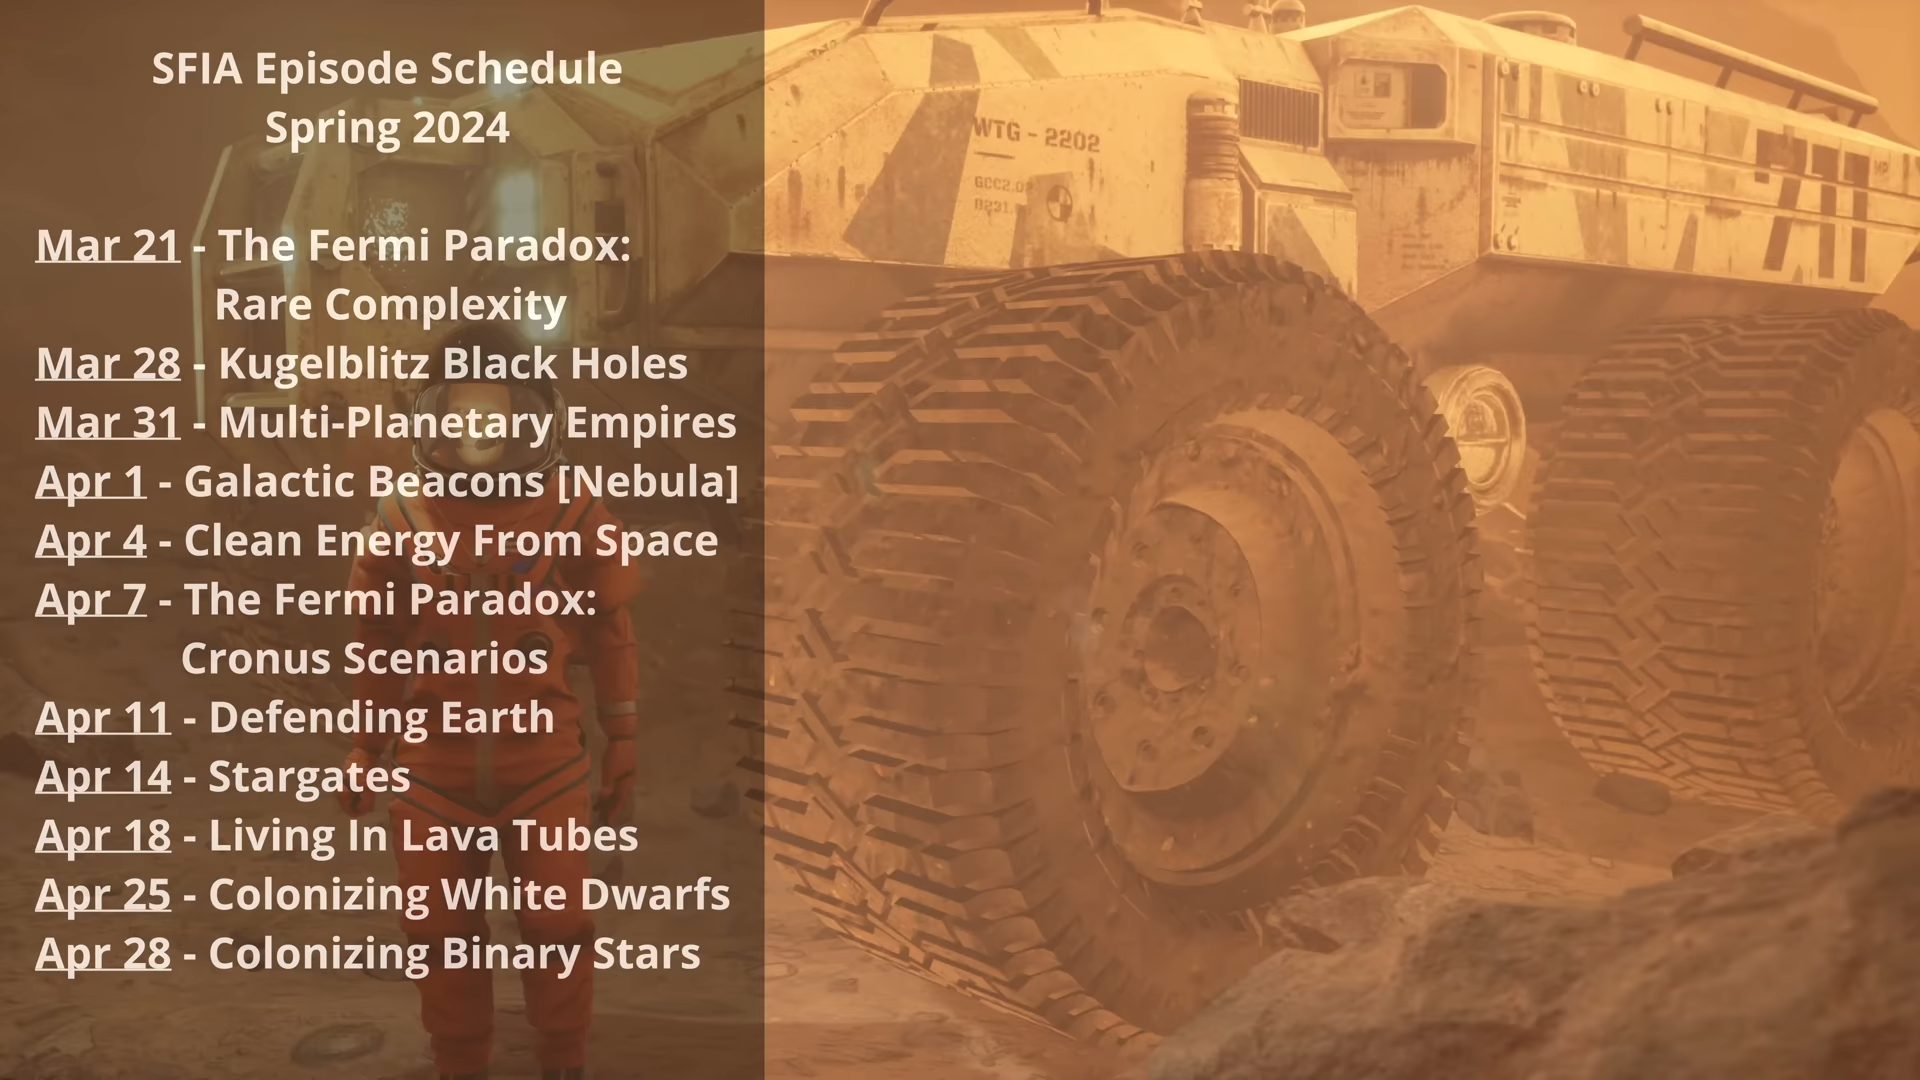 SFIA Episode Schedule
Spring 2024
Mar 21 - The Fermi Paradox:
Rare Complexity
Mar 28 - Kugelblitz Black Holes
Mar 31 - Multi-Planetary Empires
Apr 1 - Galactic Beacons [Nebula]
Apr 4 - Clean Energy From Space
Apr 7 - The Fermi Paradox:
Cronus Scenarios
Apr 11 - Defending Earth
Apr 14 - Stargates
Apr 18 - Living In Lava Tubes
Apr 25 - Colonizing White Dwarfs
Apr 28 - Colonizing Binary Stars
WTG - 2202